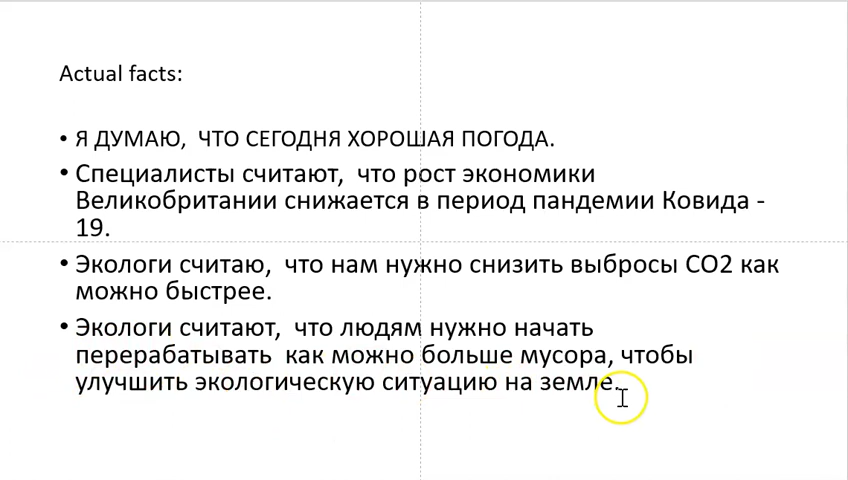 Actual facts:
• Я ДУМАЮ,  ЧТО СЕГОДНЯ ХОРОШАЯ ПОГОДА.
• Специалисты считают,  что рост экономики
Великобритании снижается в период пандемии Ковида -
19.
• Экологи считаю,  что нам нужно снизить выбросы СО2 как
можно быстрее.
• Экологи считают,  что людям нужно начать
перерабатывать  как можно больше мусора, чтобы
улучшить экологическую ситуацию на земле.